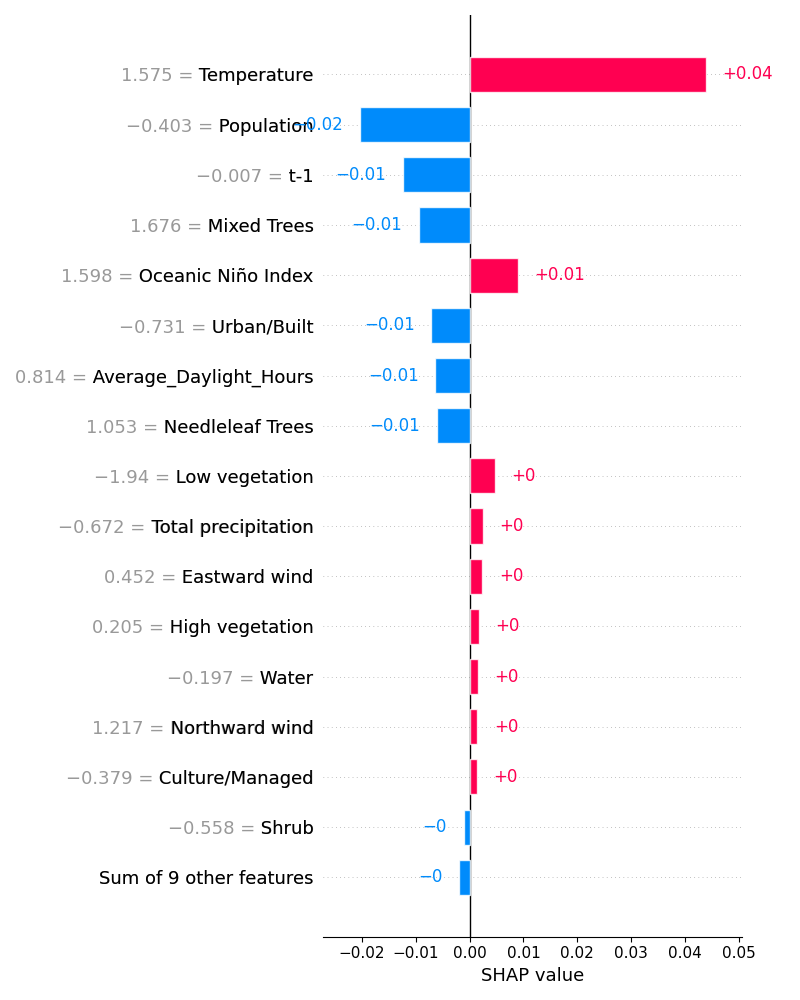 1.575 = Temperature +0.04
−0.403 = Population −0.02
−0.007 = t-1 −0.01
1.676 = Mixed Trees −0.01
1.598 = Oceanic Niño Index +0.01
−0.731 = Urban/Built −0.01
0.814 = Average_Daylight_Hours −0.01
1.053 = Needleleaf Trees −0.01
−1.94 = Low vegetation +0
−0.672 = Total precipitation +0
0.452 = Eastward wind +0
0.205 = High vegetation +0
−0.197 = Water +0
1.217 = Northward wind +0
−0.379 = Culture/Managed +0
−0.558 = Shrub −0
Sum of 9 other features −0
−0.02 −0.01 0.00 0.01 0.02 0.03 0.04 0.05
SHAP value